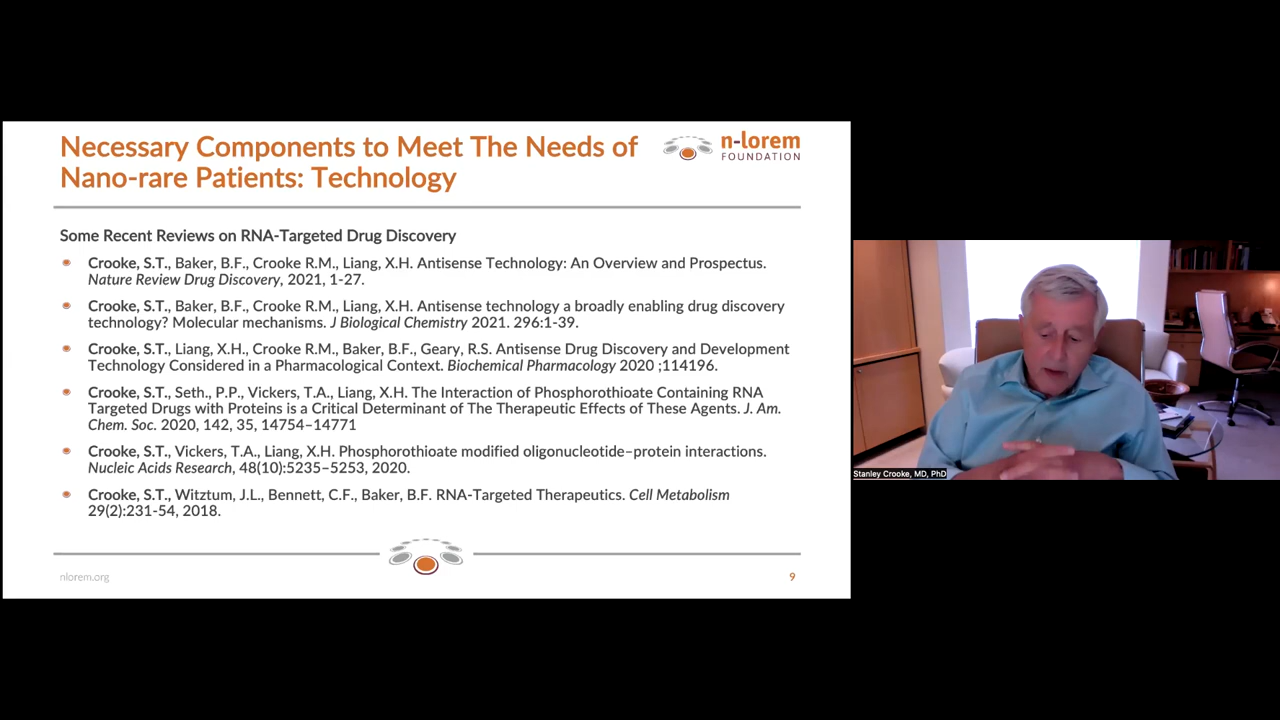 Necessary Components to Meet The Needs of
Nano-rare Patients: Technology
n-lorem
FOUNDATION
Some Recent Reviews on RNA-Targeted Drug Discovery
Crooke, S.T., Baker, B.F., Crooke R.M., Liang, X.H. Antisense Technology: An Overview and Prospectus.
Nature Review Drug Discovery, 2021, 1-27.
Crooke, S.T., Baker, B.F., Crooke R.M., Liang, X.H. Antisense technology a broadly enabling drug discovery
technology? Molecular mechanisms. J Biological Chemistry 2021. 296:1-39.
Crooke, S.T., Liang, X.H., Crooke R.M., Baker, B.F., Geary, R.S. Antisense Drug Discovery and Development
Technology Considered in a Pharmacological Context. Biochemical Pharmacology 2020 ;114196.
Crooke, S.T., Seth., P.P., Vickers, T.A., Liang, X.H. The Interaction of Phosphorothioate Containing RNA
Targeted Drugs with Proteins is a Critical Determinant of The Therapeutic Effects of These Agents. J. Am.
Chem. Soc. 2020, 142, 35, 14754–14771
Crooke, S.T., Vickers, T.A., Liang, X.H. Phosphorothioate modified oligonucleotide–protein interactions.
Nucleic Acids Research, 48(10):5235–5253, 2020.
Crooke, S.T., Witztum, J.L., Bennett, C.F., Baker, B.F. RNA-Targeted Therapeutics. Cell Metabolism
29(2):231-54, 2018.
nlorem.org
9
Stanley Crooke, MD, PhD